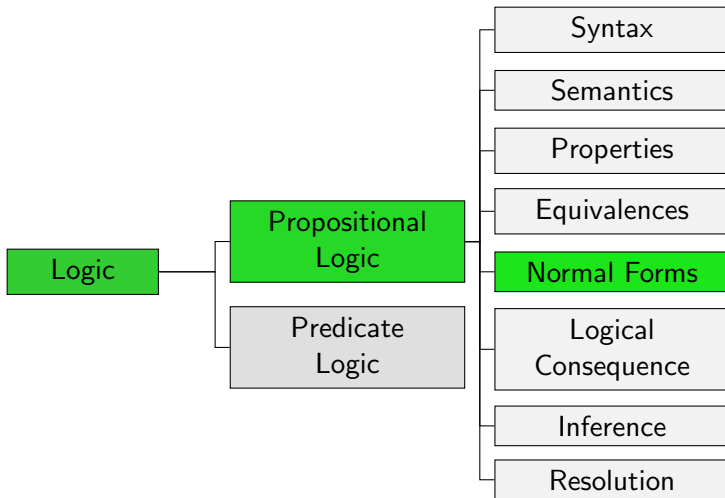 Logic
Propositional
Logic
Predicate
Logic
Syntax
Semantics
Properties
Equivalences
Normal Forms
Logical
Consequence
Inference
Resolution